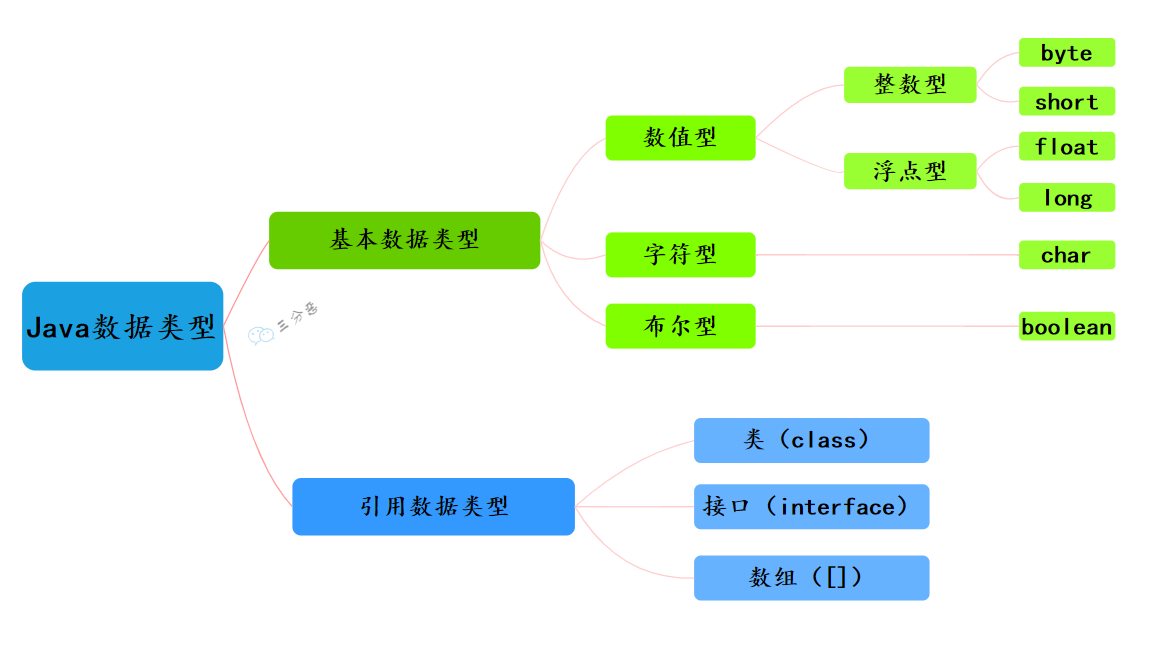 Java数据类型
基本数据类型
数值型
整数型
byte
short
浮点型
float
long
字符型
char
布尔型
boolean
三分恶
引用数据类型
类（class）
接口（interface）
数组（[]）